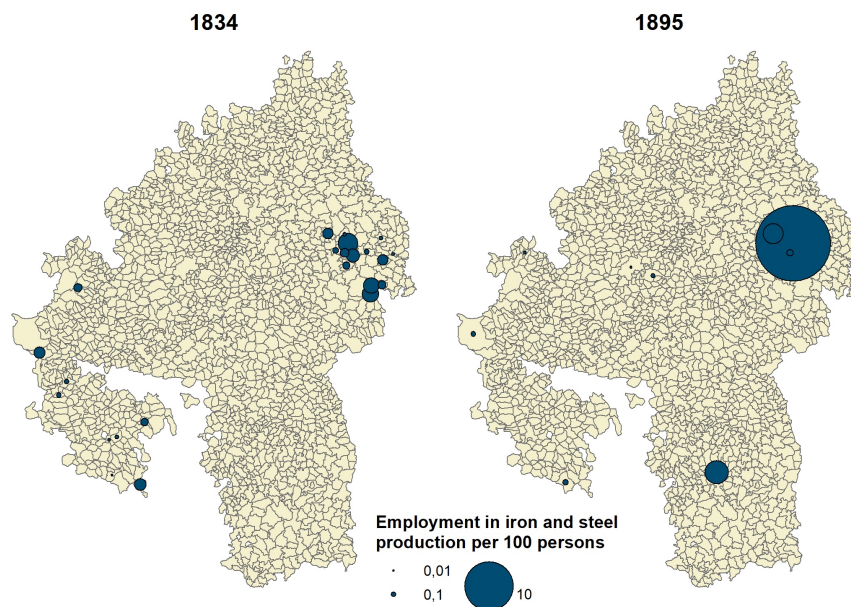 1834
1895
Employment in iron and steel
production per 100 persons
0,01
0,1
10